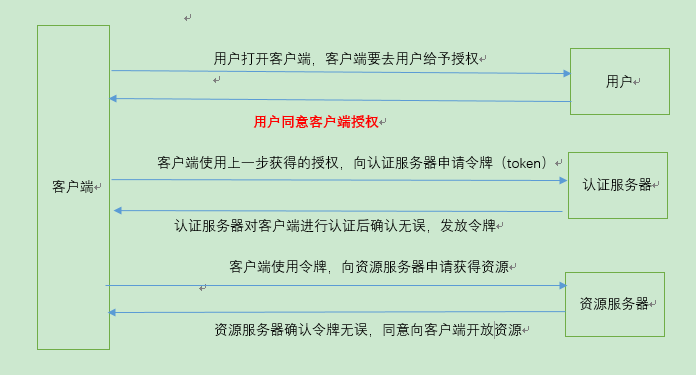 用户打开客户端，客户端要去用户给予授权
用户
用户同意客户端授权
客户端使用上一步获得的授权，向认证服务器申请令牌（token）
客户端
认证服务器
认证服务器对客户端进行认证后确认无误，发放令牌
客户端使用令牌，向资源服务器申请获得资源
资源服务器
资源服务器确认令牌无误，同意向客户端开放资源